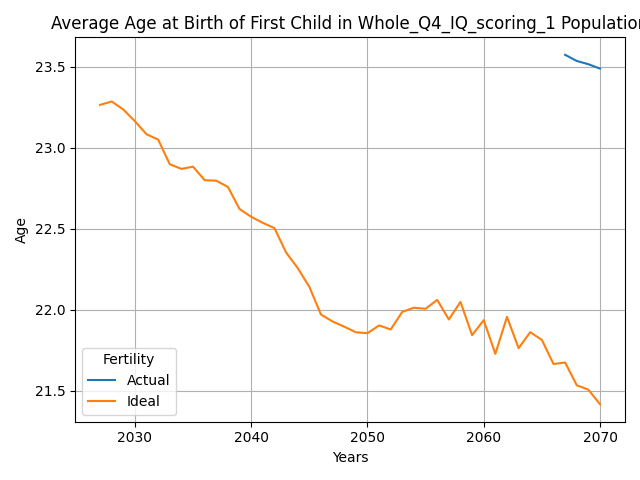 Average Age at Birth of First Child in Whole_Q4_IQ_scoring_1 Population
Age
23.5
23.0
22.5
22.0
21.5
Fertility
Actual
Ideal
2030 2040 2050 2060 2070
Years